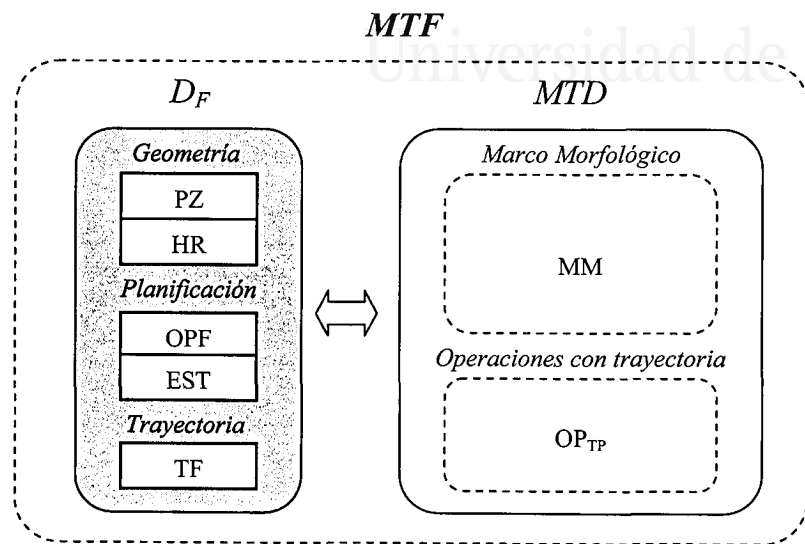 MTF
Universidad de
D_F
MTD
Geometría
PZ
HR
Planificación
OPF
EST
Trayectoria
TF
Marco Morfológico
MM
Operaciones con trayectoria
OP_TP